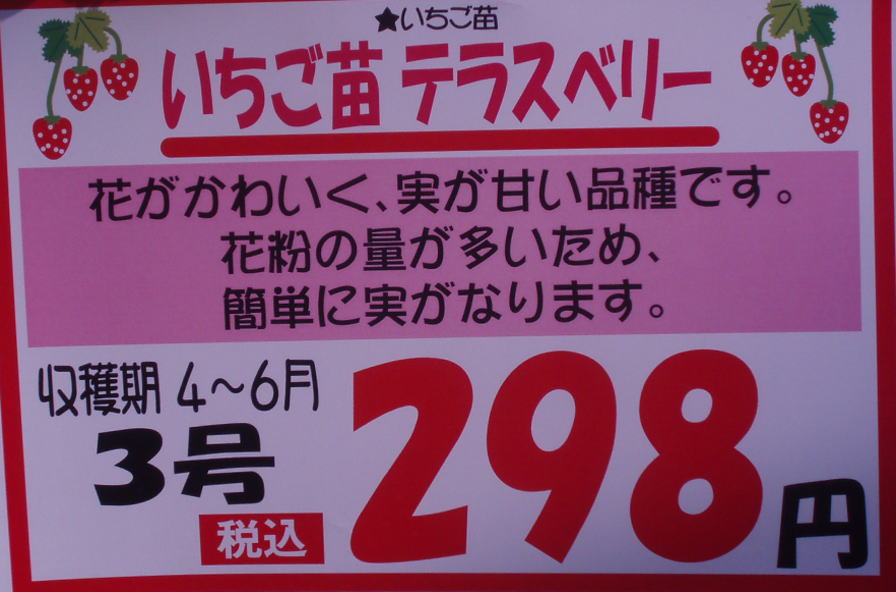 ★いちご苗
いちご苗 テラスベリー
花がかわいく、実が甘い品種です。
花粉の量が多いため、
簡単に実がなります。
収穫期 4〜6月
3号
税込
298円